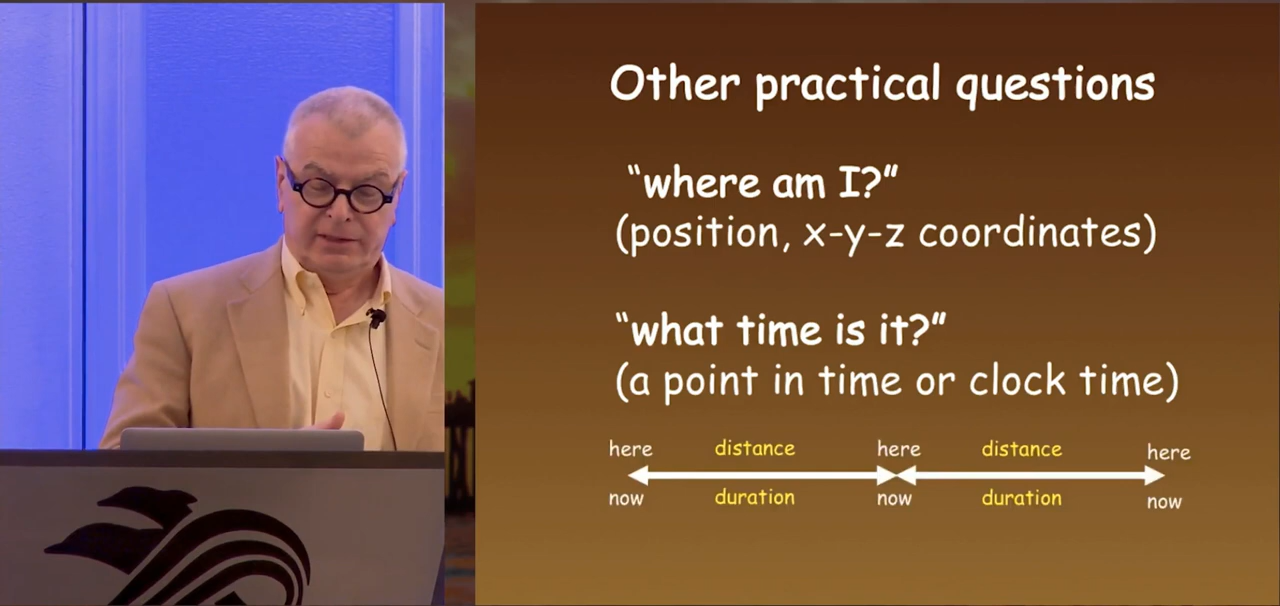 Other practical questions
“where am I?”
(position, x-y-z coordinates)
“what time is it?”
(a point in time or clock time)
here distance here distance here
now duration now duration now